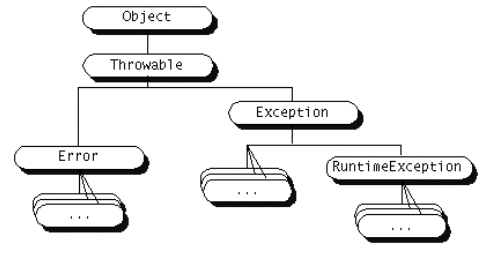 Object
Throwable
Exception
Error
RuntimeException
...
...
...